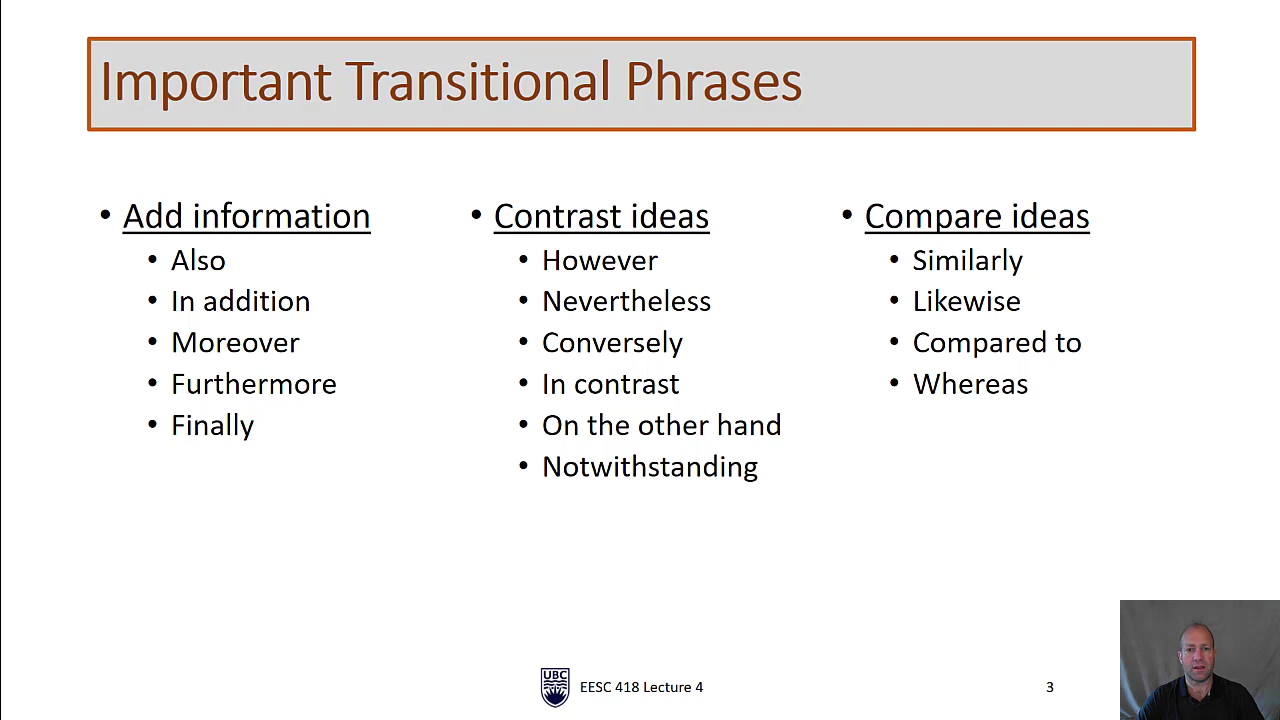 Important Transitional Phrases
• Add information
• Also
• In addition
• Moreover
• Furthermore
• Finally
• Contrast ideas
• However
• Nevertheless
• Conversely
• In contrast
• On the other hand
• Notwithstanding
• Compare ideas
• Similarly
• Likewise
• Compared to
• Whereas
UBC
EESC 418 Lecture 4
3